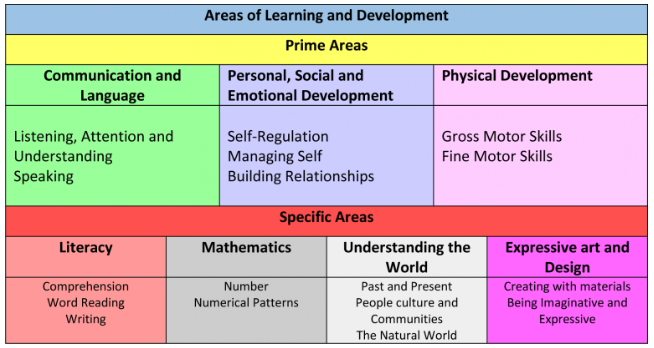 Areas of Learning and Development
Prime Areas
Communication and
Language
Listening, Attention and
Understanding
Speaking
Personal, Social and
Emotional Development
Self-Regulation
Managing Self
Building Relationships
Physical Development
Gross Motor Skills
Fine Motor Skills
Specific Areas
Literacy
Comprehension
Word Reading
Writing
Mathematics
Number
Numerical Patterns
Understanding the
World
Past and Present
People culture and
Communities
The Natural World
Expressive art and
Design
Creating with materials
Being Imaginative and
Expressive